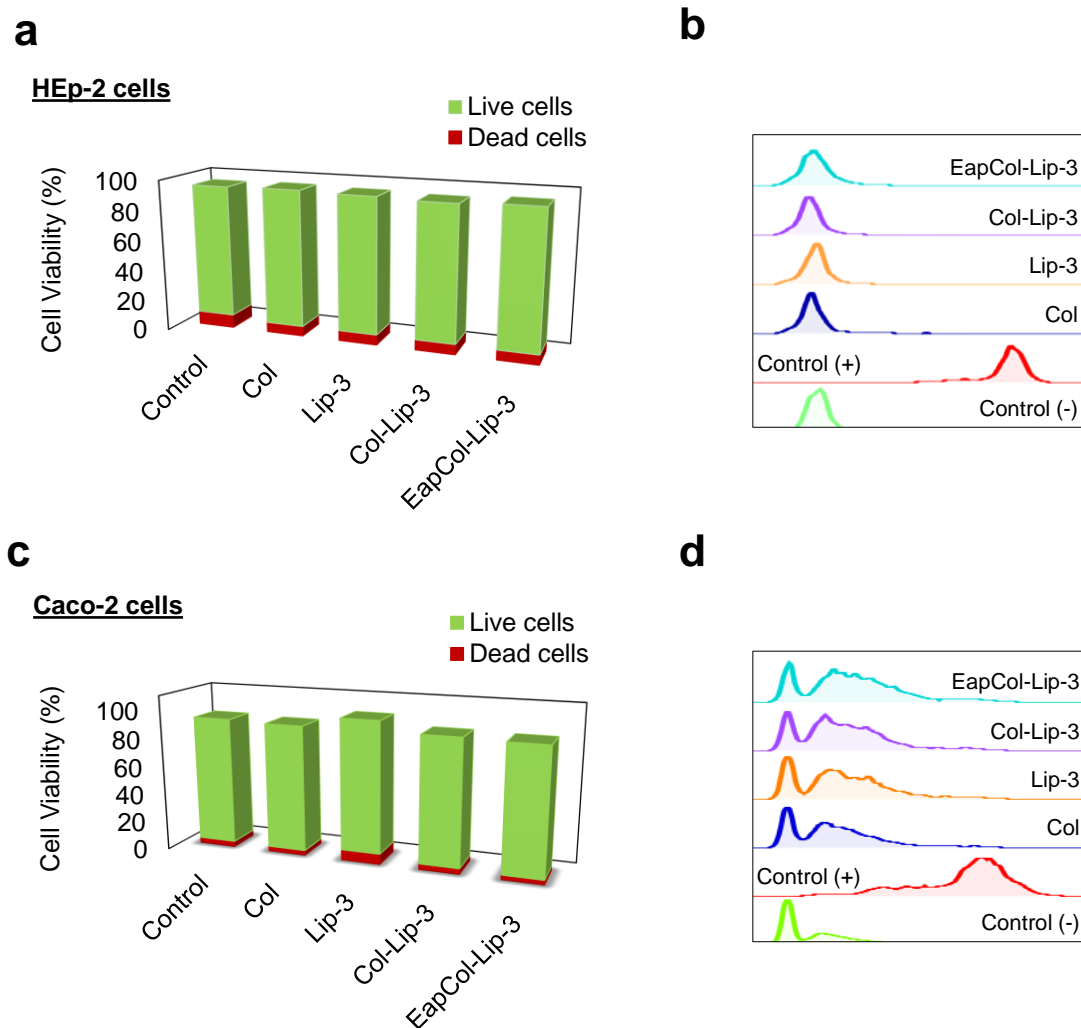 a
HEp-2 cells
Live cells
Dead cells
Cell Viability (%)
100
80
60
40
20
0
Control
Col
Lip-3
Col-Lip-3
EapCol-Lip-3
b
EapCol-Lip-3
Col-Lip-3
Lip-3
Col
Control (+)
Control (-)
c
Caco-2 cells
Live cells
Dead cells
Cell Viability (%)
100
80
60
40
20
0
Control
Col
Lip-3
Col-Lip-3
EapCol-Lip-3
d
EapCol-Lip-3
Col-Lip-3
Lip-3
Col
Control (+)
Control (-)